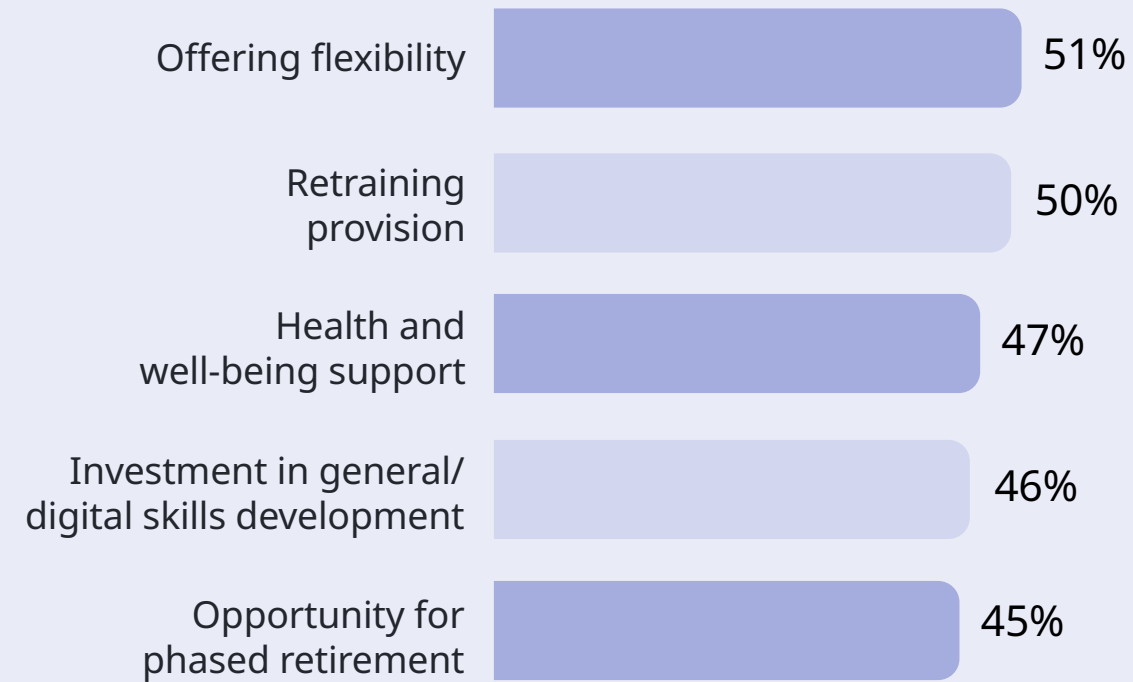 Offering flexibility
51%
Retraining
provision
50%
Health and
well-being support
47%
Investment in general/
digital skills development
46%
Opportunity for
phased retirement
45%